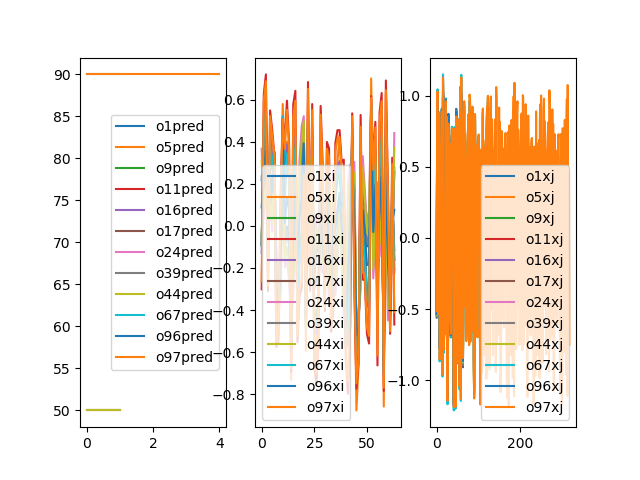 90
85
80
75
70
65
60
55
50
0
2
4
o1pred
o5pred
o9pred
o11pred
o16pred
o17pred
o24pred
o39pred
o44pred
o67pred
o96pred
o97pred
0.6
0.4
0.2
0.0
−0.2
−0.4
−0.6
−0.8
0
25
50
o1xi
o5xi
o9xi
o11xi
o16xi
o17xi
o24xi
o39xi
o44xi
o67xi
o96xi
o97xi
1.0
0.5
0.0
−0.5
−1.0
0
200
o1xj
o5xj
o9xj
o11xj
o16xj
o17xj
o24xj
o39xj
o44xj
o67xj
o96xj
o97xj